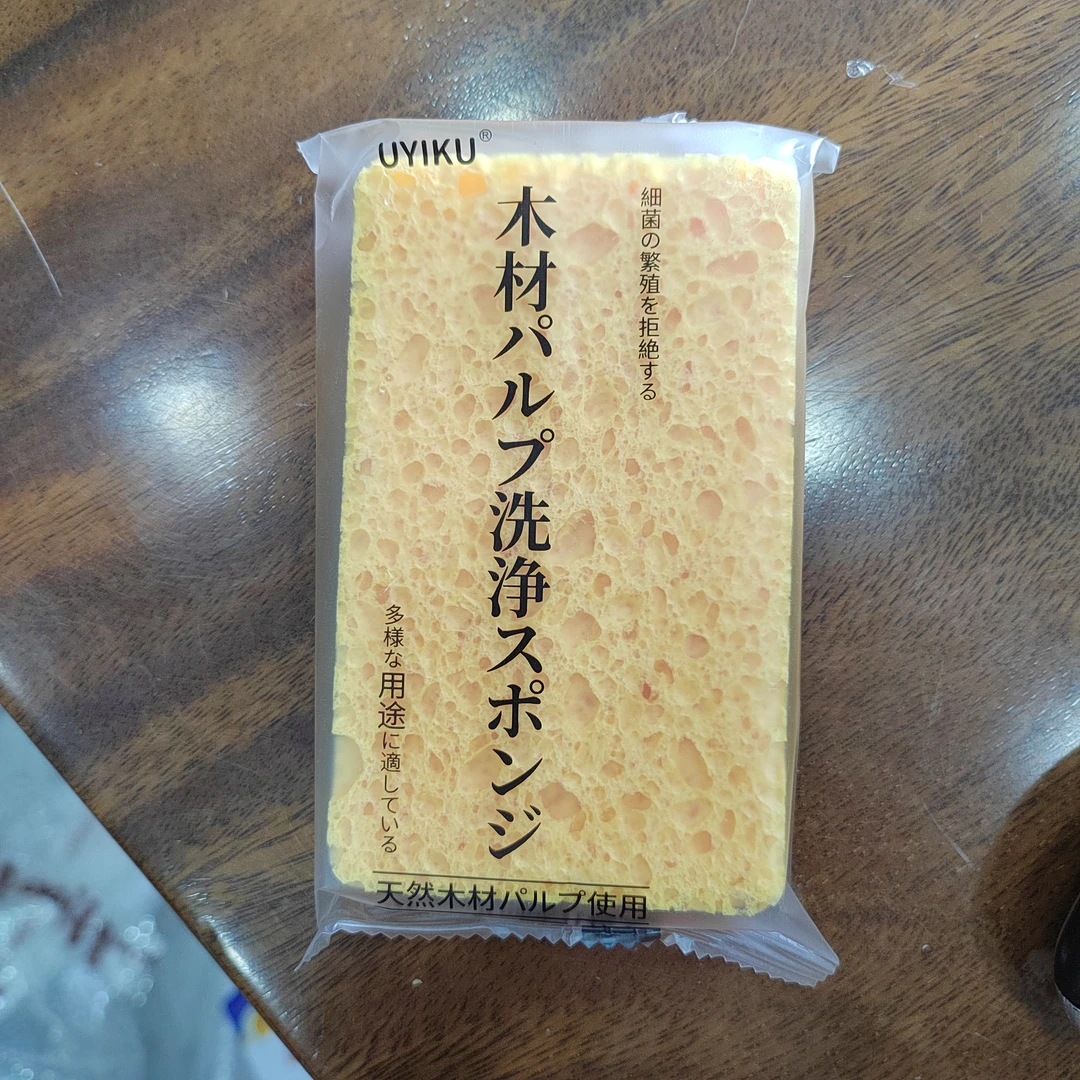 UYIKU®
細菌の繁殖を拒絶する
木材パルプ洗浄スポンジ
多様な用途に適している
天然木材パルプ使用